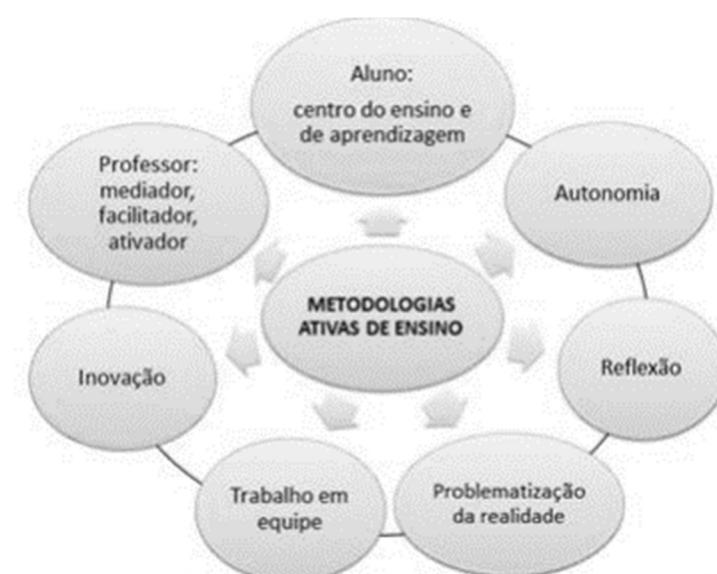 Aluno:
centro do ensino e
de aprendizagem
Autonomia
Reflexão
Problematização
da realidade
Trabalho em
equipe
Inovação
Professor:
mediador,
facilitador,
ativador
METODOLOGIAS
ATIVAS DE ENSINO